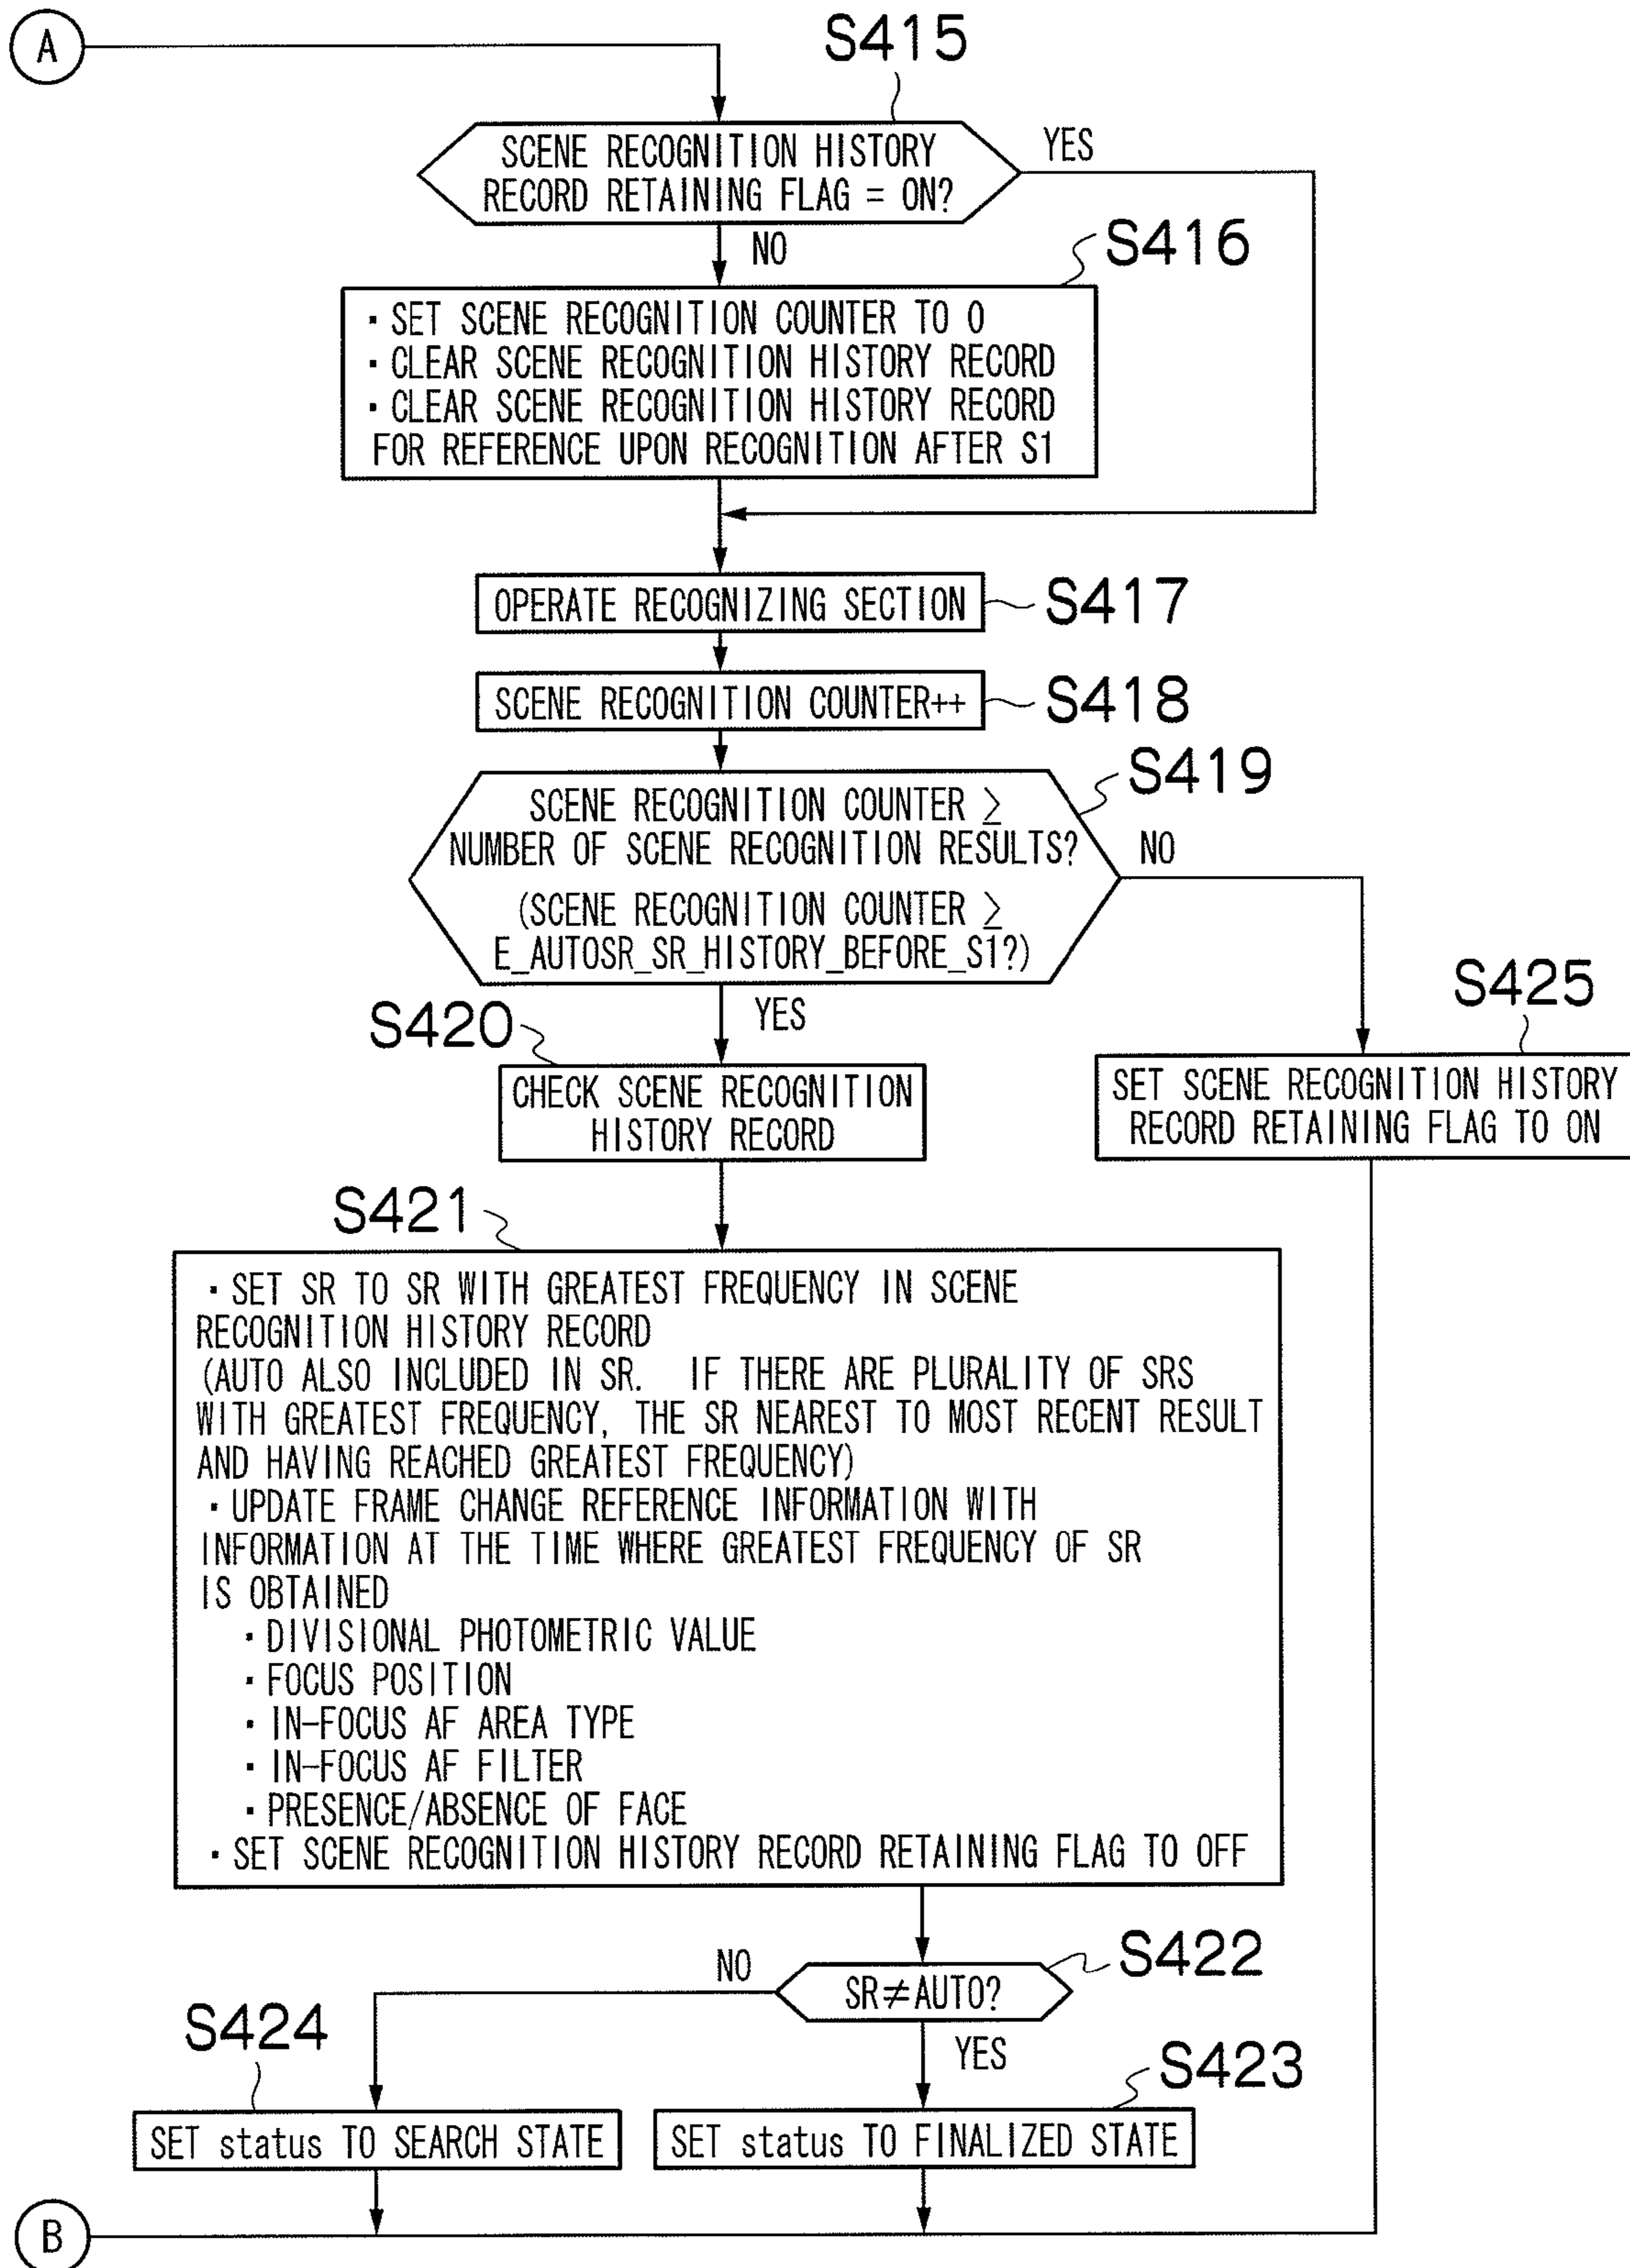 A
S415
SCENE RECOGNITION HISTORY
RECORD RETAINING FLAG = ON?
YES
NO
S416
・SET SCENE RECOGNITION COUNTER TO 0
・CLEAR SCENE RECOGNITION HISTORY RECORD
・CLEAR SCENE RECOGNITION HISTORY RECORD
FOR REFERENCE UPON RECOGNITION AFTER S1
OPERATE RECOGNIZING SECTION
S417
SCENE RECOGNITION COUNTER++
S418
S419
SCENE RECOGNITION COUNTER ≥
NUMBER OF SCENE RECOGNITION RESULTS?
(SCENE RECOGNITION COUNTER ≥
E_AUTOSR_SR_HISTORY_BEFORE_S1?)
NO
YES
S420
CHECK SCENE RECOGNITION
HISTORY RECORD
S425
SET SCENE RECOGNITION HISTORY
RECORD RETAINING FLAG TO ON
S421
・SET SR TO SR WITH GREATEST FREQUENCY IN SCENE
RECOGNITION HISTORY RECORD
(AUTO ALSO INCLUDED IN SR. IF THERE ARE PLURALITY OF SRS
WITH GREATEST FREQUENCY, THE SR NEAREST TO MOST RECENT RESULT
AND HAVING REACHED GREATEST FREQUENCY)
・UPDATE FRAME CHANGE REFERENCE INFORMATION WITH
INFORMATION AT THE TIME WHERE GREATEST FREQUENCY OF SR
IS OBTAINED
・DIVISIONAL PHOTOMETRIC VALUE
・FOCUS POSITION
・IN-FOCUS AF AREA TYPE
・IN-FOCUS AF FILTER
・PRESENCE/ABSENCE OF FACE
・SET SCENE RECOGNITION HISTORY RECORD RETAINING FLAG TO OFF
S422
SR≠AUTO?
NO
YES
S424
SET status TO SEARCH STATE
S423
SET status TO FINALIZED STATE
B